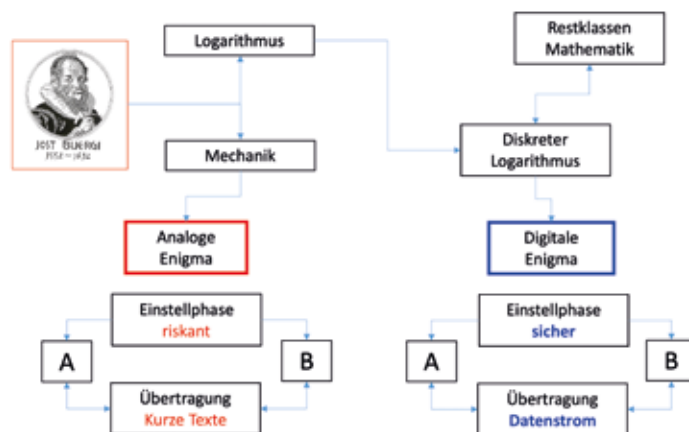 Logarithmus
Restklassen
Mathematik
JOST BUERGI
Mechanik
Diskreter
Logarithmus
Analoge
Enigma
Digitale
Enigma
Einstellphase
riskant
A
B
Übertragung
Kurze Texte
Einstellphase
sicher
A
B
Übertragung
Datenstrom